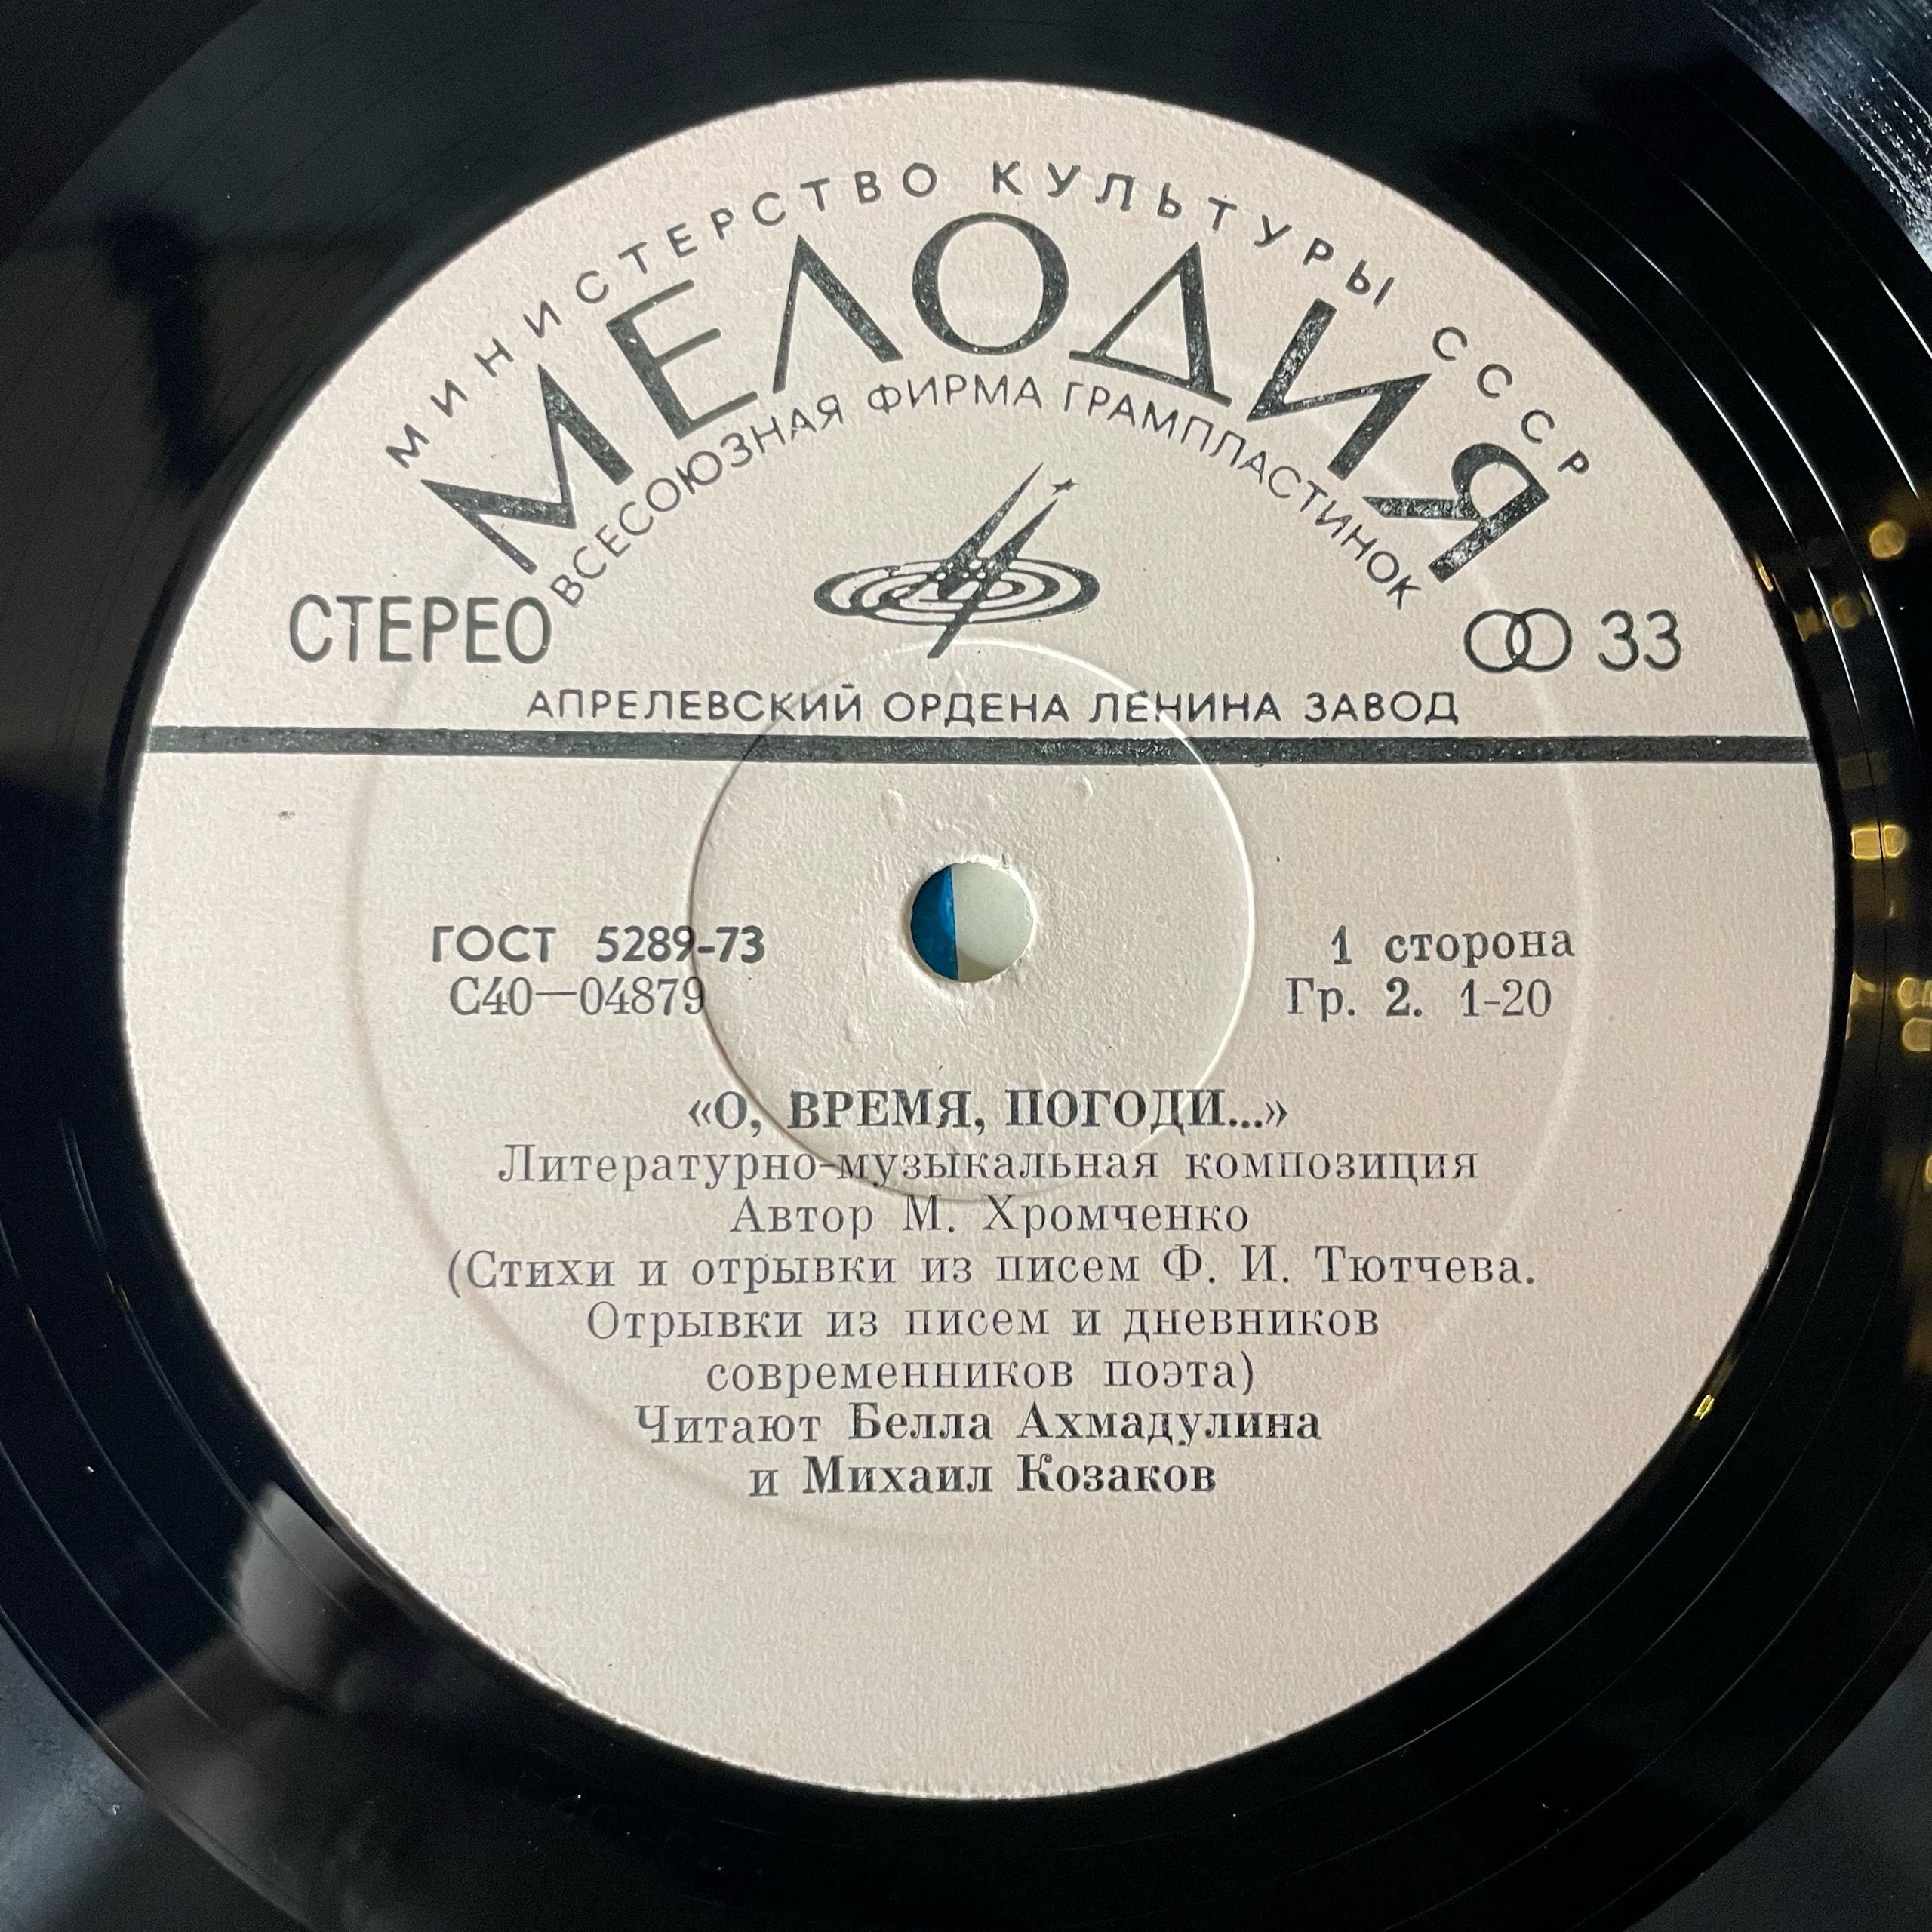 МИНИСТЕРСТВО КУЛЬТУРЫ СССР
МЕЛОДИЯ
ВСЕСОЮЗНАЯ ФИРМА ГРАМПЛАСТИНОК
СТЕРЕО
33
АПРЕЛЕВСКИЙ ОРДЕНА ЛЕНИНА ЗАВОД
ГОСТ 5289-73
С40—04879
1 сторона
Гр. 2. 1-20
«О, ВРЕМЯ, ПОГОДИ...»
Литературно-музыкальная композиция
Автор М. Хромченко
(Стихи и отрывки из писем Ф. И. Тютчева.
Отрывки из писем и дневников
современников поэта)
Читают Белла Ахмадулина
и Михаил Козаков